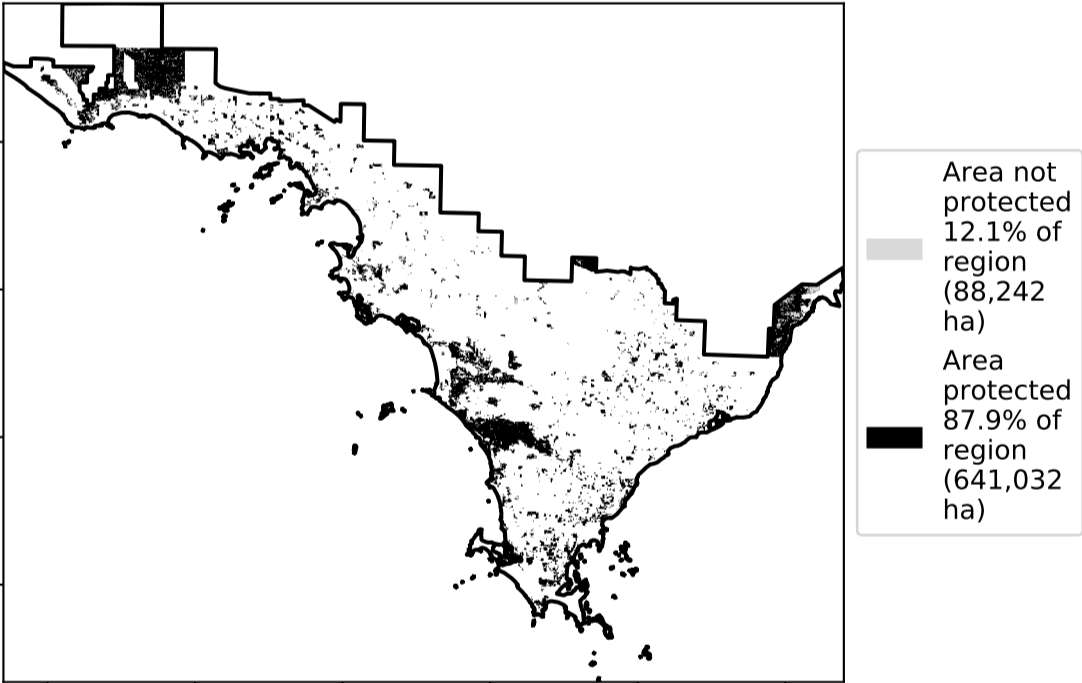 Area not
protected
12.1% of
region
(88,242
ha)
Area
protected
87.9% of
region
(641,032
ha)